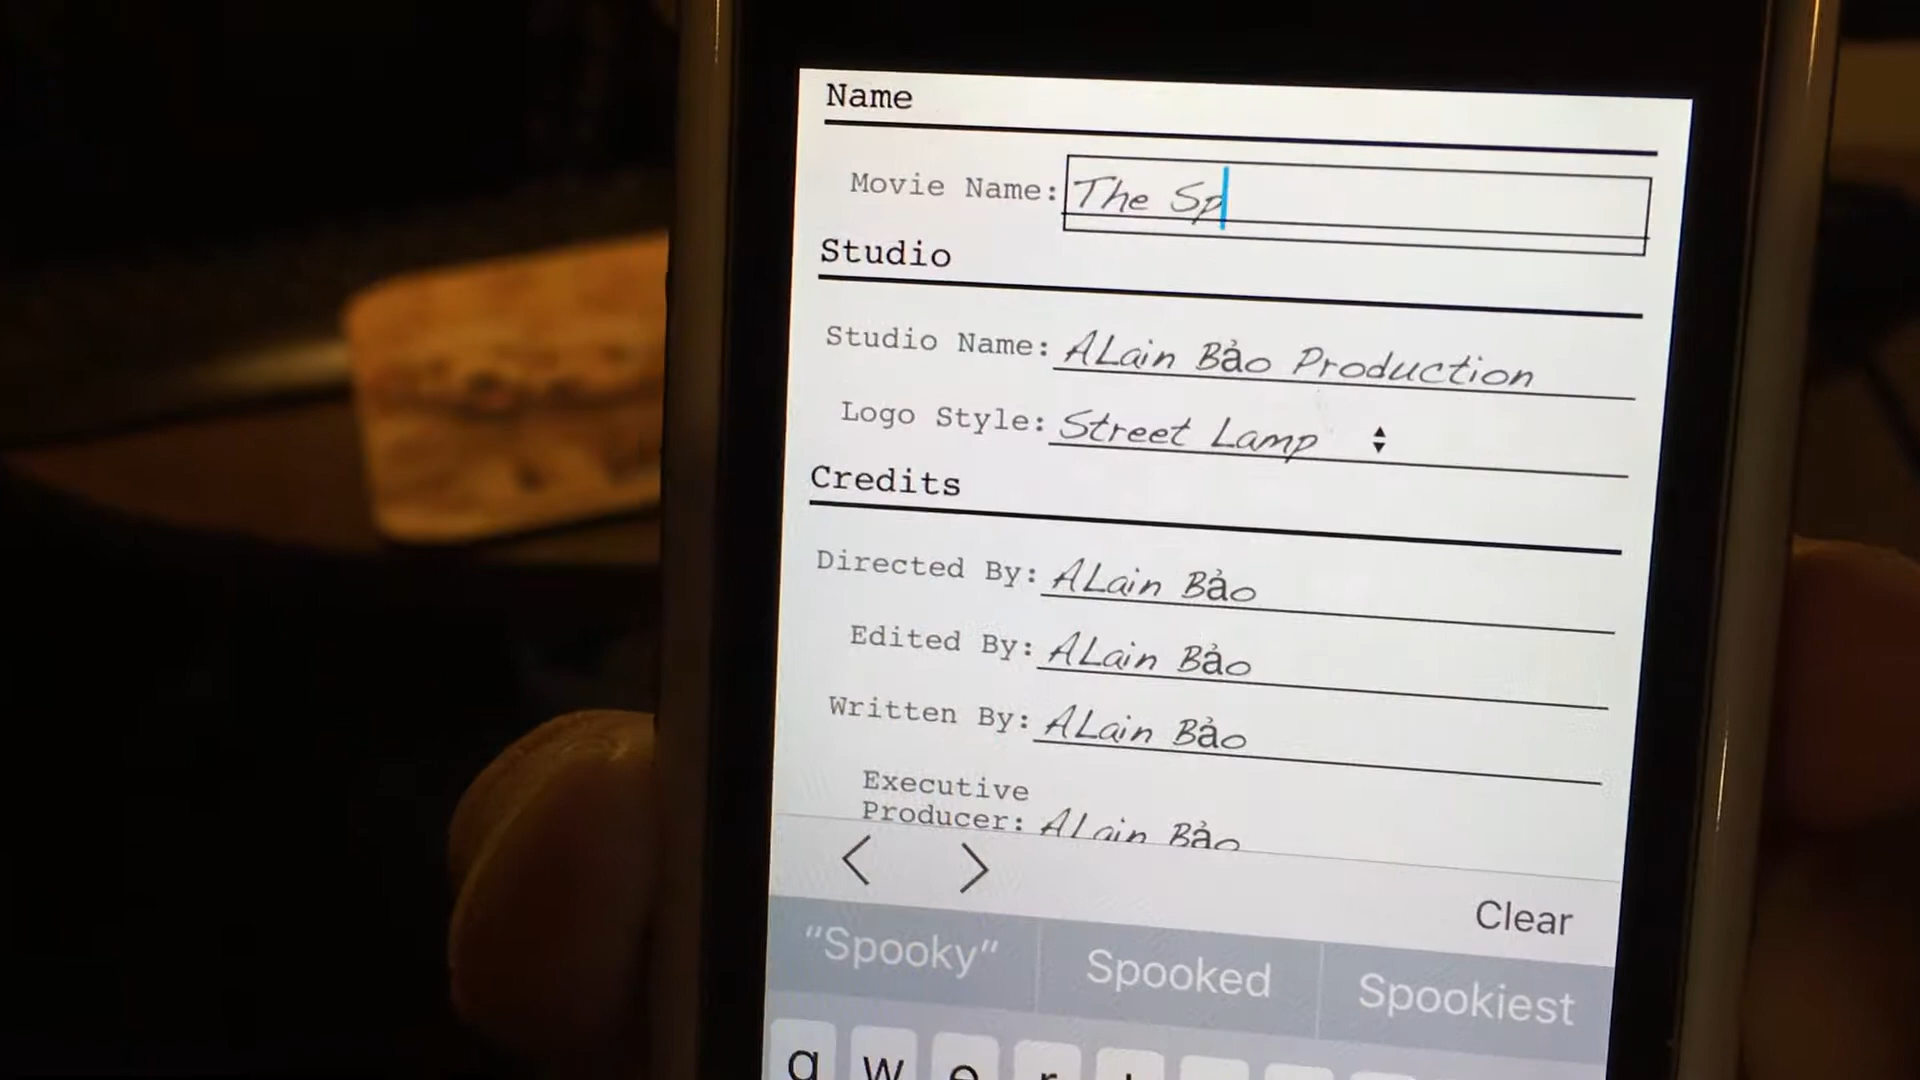 Name
Movie Name: The Sp
Studio
Studio Name: ALain Bảo Production
Logo Style: Street Lamp
Credits
Directed By: ALain Bảo
Edited By: ALain Bảo
Written By: ALain Bảo
Executive
Producer: ALain Bảo
Clear
“Spooky“ Spooked Spookiest
q w e r t